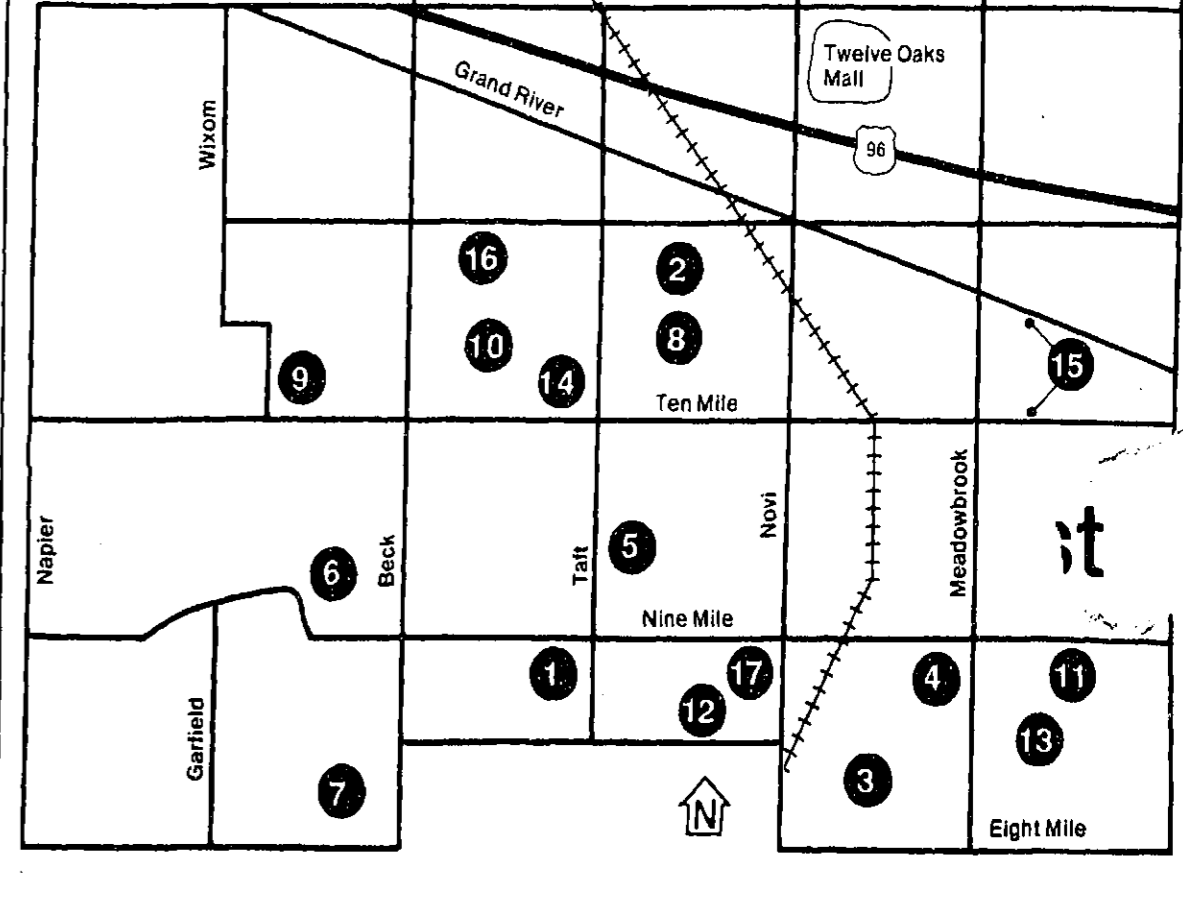 Twelve Oaks
Mall
Grand River
Wixom
96
16
2
10
8
9
14
15
Ten Mile
Napier
Beck
Taft
Novi
Meadowbrook
5
6
Nine Mile
1
17
4
11
12
13
Garfield
7
3
N
Eight Mile